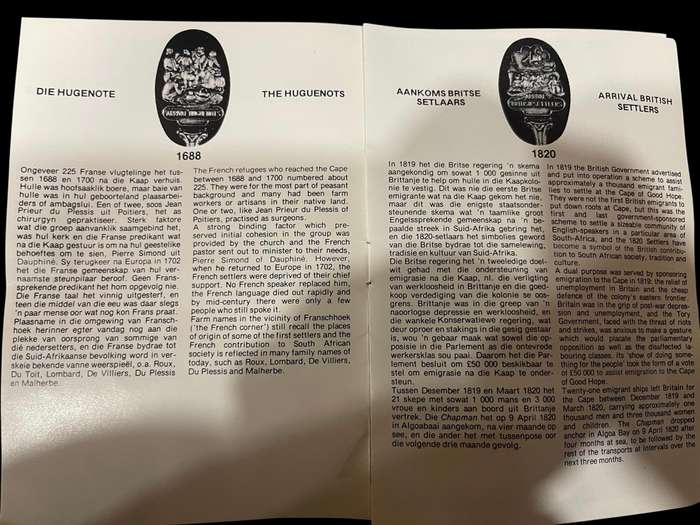 DIE HUGENOTE
THE HUGUENOTS
1688
Ongeveer 225 Franse vlugtelinge het tus-
sen 1688 en 1700 na die Kaap verhuis.
Hulle was hoofsaaklik boere, maar baie van
hulle was in hul geboorteland plaasarbei-
ders of ambagslui. Een of twee, soos Jean
Prieur du Plessis uit Poitiers, het as
chirurgyn gepraktiseer. Sterk faktore
wat die groep aanvanklik saamgebind het,
was hul kerk en die Franse predikant wat
na die Kaap gestuur is om na hul geestelike
behoeftes om te sien, Pierre Simond uit
Dauphiné. Sy terugkeer na Europa in 1702
het die Franse gemeenskap van hul ver-
naamste steunpilaar beroof. Geen Frans-
sprekende predikant het hom opgevolg nie.
Die Franse taal het vinnig uitgesterf, en
teen die middel van die eeu was daar slegs
'n paar mense oor wat nog kon Frans praat.
Plaasname in die omgewing van Fransch-
hoek herinner egter vandag nog aan die
plekke van oorsprong van sommige van
dié nedersetters, en die Franse bydrae tot
die Suid-Afrikaanse bevolking word in ver-
skeie bekende vanne weerspieël, o.a. Roux,
Du Toit, Lombard, De Villiers, Du Plessis
en Malherbe.
The French refugees who reached the Cape
between 1688 and 1700 numbered about
225. They were for the most part of peasant
background and many had been farm
workers or artisans in their native land.
One or two, like Jean Prieur du Plessis of
Poitiers, practised as surgeons.
A strong binding factor which pre-
served initial cohesion in the group was
provided by the church and the French
pastor sent out to minister to their needs,
Pierre Simond of Dauphiné. However,
when he returned to Europe in 1702, the
French settlers were deprived of their chief
support. No French speaker replaced him,
the French language died out rapidly and
by mid-century there were only a few
people who still spoke it.
Farm names in the vicinity of Franschhoek
('the French corner') still recall the places
of origin of some of the first settlers and the
French contribution to South African
society is reflected in many family names of
today, such as Roux, Lombard, De Villiers,
Du Plessis and Malherbe.
AANKOMS BRITSE
SETLAARS
ARRIVAL BRITISH
SETTLERS
1820
In 1819 het die Britse regering 'n skema
aangekondig om sowat 1 000 gesinne uit
Brittanje te help om hulle in die Kaapkolo-
nie te vestig. Dit was nie die eerste Britse
emigrante wat na die Kaap gekom het nie,
maar dit was die enigste staatsonder-
steunende skema wat 'n taamlike groot
Engelssprekende gemeenskap na 'n be-
paalde streek in Suid-Afrika gebring het,
en die 1820-setlaars het simbolies geword
van die Britse bydrae tot die samelewing,
tradisie en kultuur van Suid-Afrika.
Die Britse regering het 'n tweedige doel-
wit gehad met die ondersteuning van
emigrasie na die Kaap, nl. die verligting
van werkloosheid in Brittanje en die goed-
koop verdediging van die kolonie se oos-
grens. Brittanje was in die greep van 'n
naoorlogse depressie en werkloosheid, en
die wankele Konserwatiewe regering, wat
deur oproer en stakings in die gesig gestaar
is, wou 'n gebaar maak wat sowel die op-
posisie in die Parlement as die ontevrede
werkersklas sou paai. Daarom het die Par-
lement besluit om £50 000 beskikbaar te
stel om emigrasie na die Kaap te onder-
steun.
Tussen Desember 1819 en Maart 1820 het
21 skepe met sowat 1 000 mans en 3 000
vroue en kinders aan boord uit Brittanje
vertrek. Die Chapman het op 9 April 1820
in Algoabaai aangekom, na vier maande op
see, en die ander het met tussenpose oor
die volgende drie maande gevolg.
In 1819 the British Government advertised
and put into operation a scheme to assist
approximately a thousand emigrant fami-
lies to settle at the Cape of Good Hope.
They were not the first British emigrants to
put down roots at Cape, but this was the
first and last government-sponsored
scheme to settle a sizeable community of
English-speakers in a particular area of
South-Africa, and the 1820 Settlers have
become a symbol of the British contribu-
tion to South African society, tradition and
culture.
A dual purpose was served by sponsoring
emigration to the Cape in 1819: the relief of
unemployment in Britain and the cheap
defence of the colony's eastern frontier.
Britain was in the grip of post-war depres-
sion and unemployment, and the Tory
Government, faced with the threat of riots
and strikes, was anxious to make a gesture
which would placate the parliamentary
opposition as well as the disaffected la-
bouring classes. Its 'show of doing some-
thing for the people' took the form of a vote
of £50 000 to assist emigration to the Cape
of Good Hope.
Twenty-one emigrant ships left Britain for
the Cape between December 1819 and
March 1820, carrying approximately one
thousand men and three thousand women
and children. The Chapman dropped
anchor in Algoa Bay on 9 April 1820 after
four months at sea, to be followed by the
rest of the transports at intervals over the
next three months.